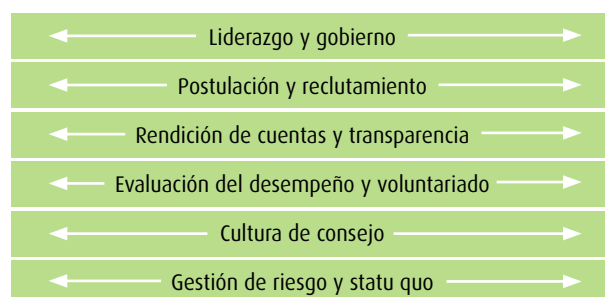 Liderazgo y gobierno
Postulación y reclutamiento
Rendición de cuentas y transparencia
Evaluación del desempeño y voluntariado
Cultura de consejo
Gestión de riesgo y statu quo